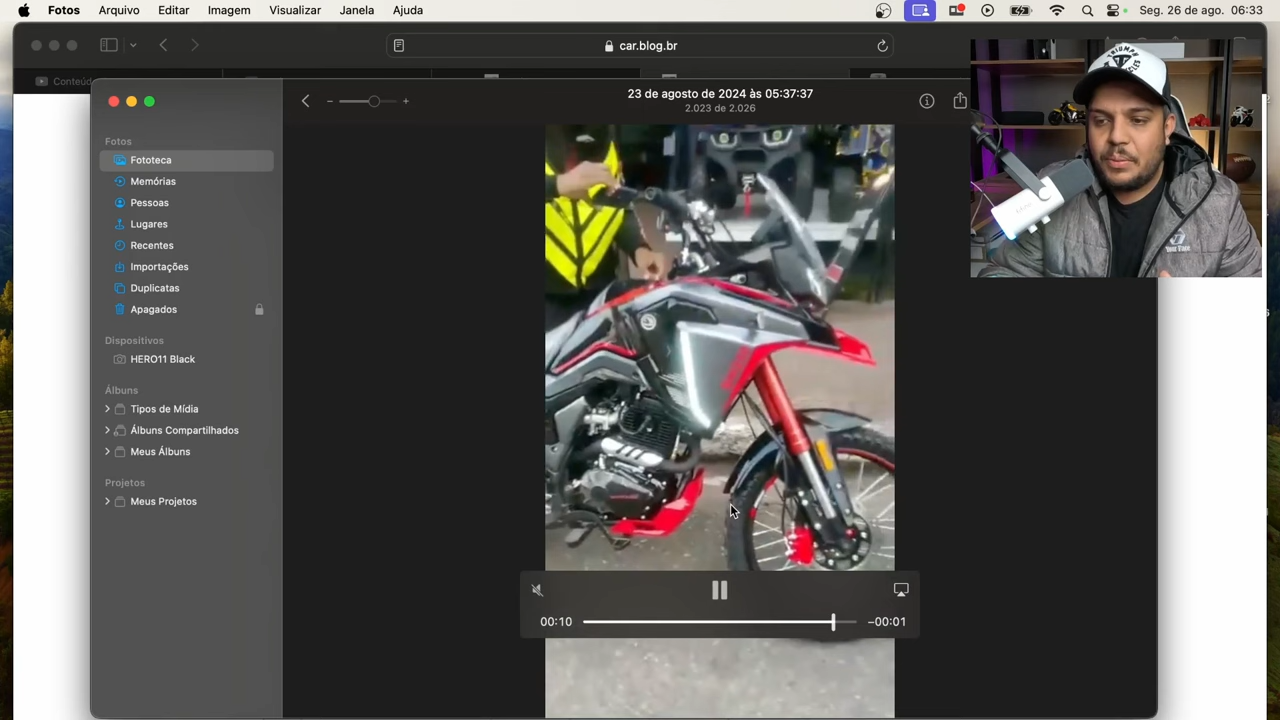 Fotos Arquivo Editar Imagem Visualizar Janela Ajuda Seg. 26 de ago. 06:33
car.blog.br
23 de agosto de 2024 às 05:37:37
2.023 de 2.026
TRIUMPH
Fotos
Fototeca
Memórias
Pessoas
Lugares
Recentes
Importações
Duplicatas
Apagados
Dispositivos
HERO11 Black
Álbuns
Tipos de Mídia
Álbuns Compartilhados
Meus Álbuns
Projetos
Meus Projetos
00:10 −00:01